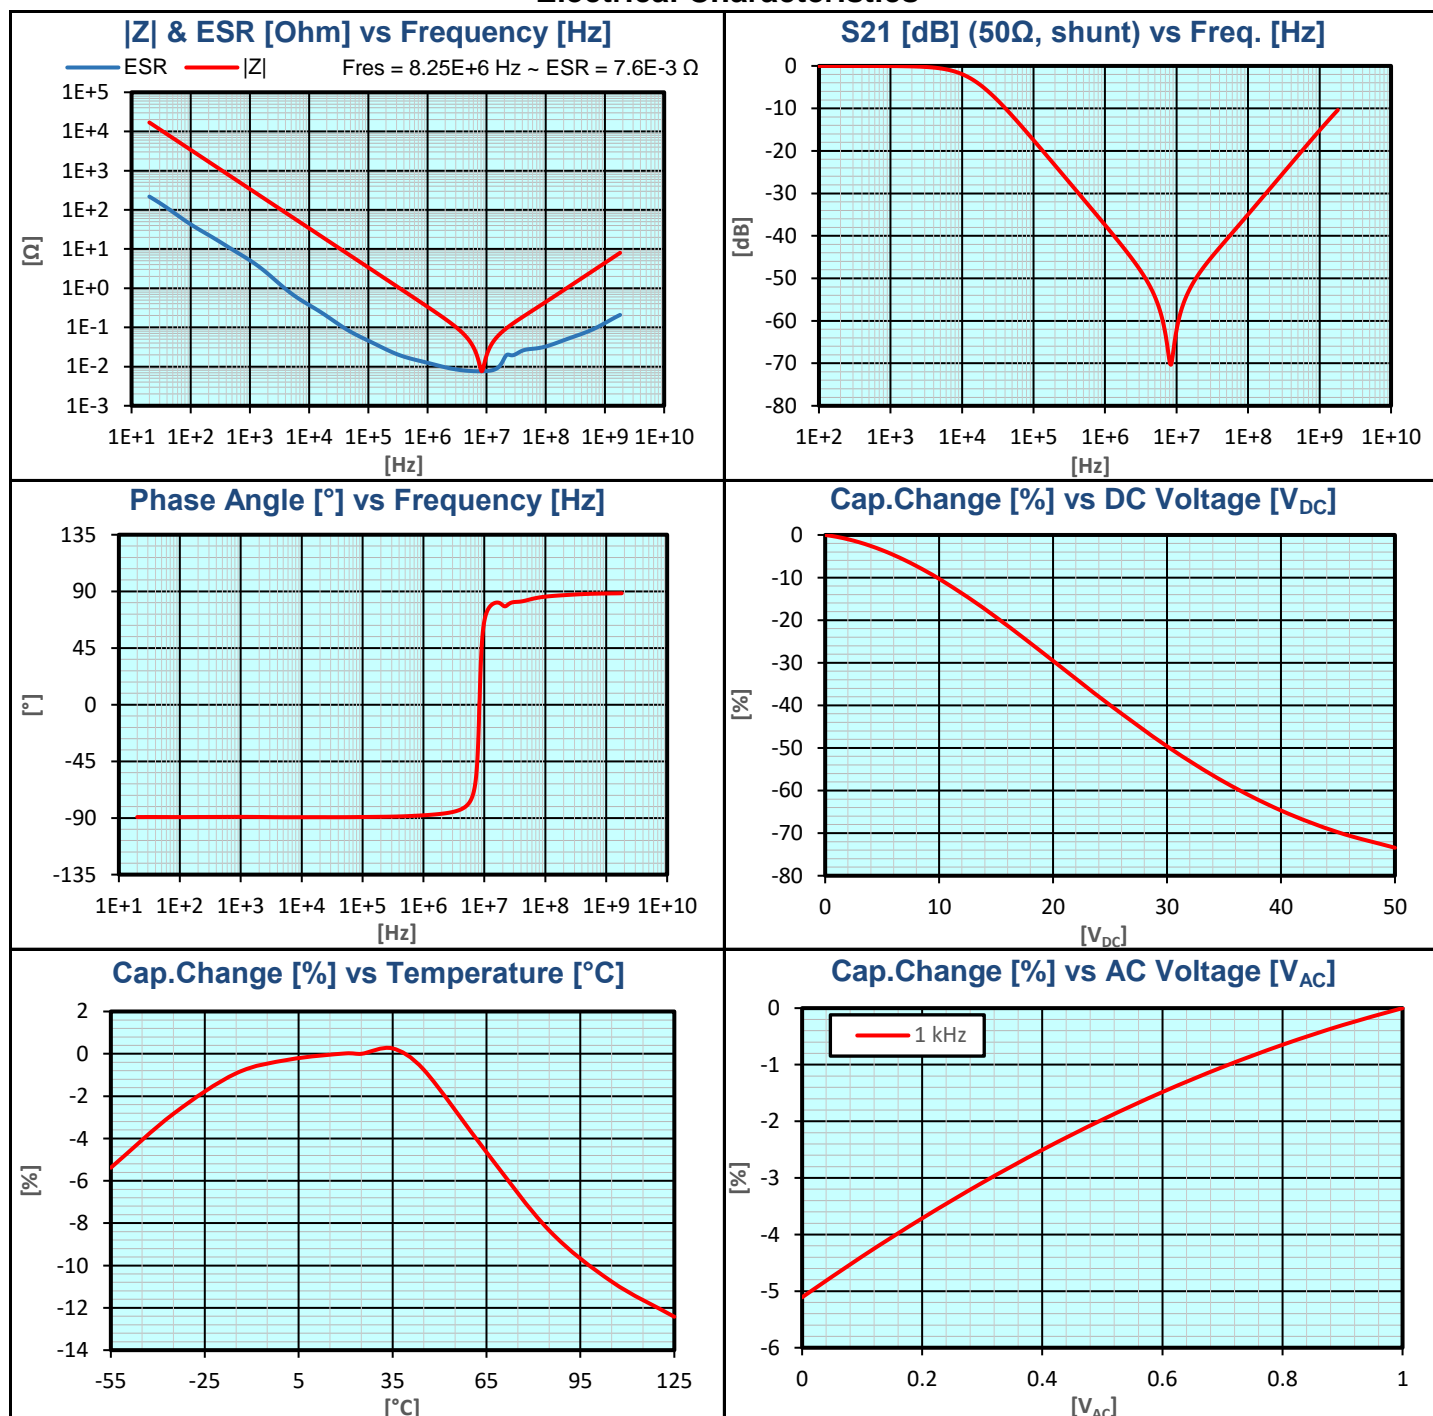 Electrical Characteristics
|Z| & ESR [Ohm] vs Frequency [Hz]
ESR |Z| Fres = 8.25E+6 Hz ~ ESR = 7.6E-3 Ω
1E+5
1E+4
1E+3
1E+2
1E+1
1E+0
1E-1
1E-2
1E-3
[Ω]
1E+1 1E+2 1E+3 1E+4 1E+5 1E+6 1E+7 1E+8 1E+9 1E+10
[Hz]
S21 [dB] (50Ω, shunt) vs Freq. [Hz]
0
-10
-20
-30
-40
-50
-60
-70
-80
[dB]
1E+2 1E+3 1E+4 1E+5 1E+6 1E+7 1E+8 1E+9 1E+10
[Hz]
Phase Angle [°] vs Frequency [Hz]
135
90
45
0
-45
-90
-135
[°]
1E+1 1E+2 1E+3 1E+4 1E+5 1E+6 1E+7 1E+8 1E+9 1E+10
[Hz]
Cap.Change [%] vs DC Voltage [VDC]
0
-10
-20
-30
-40
-50
-60
-70
-80
[%]
0 10 20 30 40 50
[VDC]
Cap.Change [%] vs Temperature [°C]
2
0
-2
-4
-6
-8
-10
-12
-14
[%]
-55 -25 5 35 65 95 125
[°C]
Cap.Change [%] vs AC Voltage [VAC]
1 kHz
0
-1
-2
-3
-4
-5
-6
[%]
0 0.2 0.4 0.6 0.8 1
[VAC]